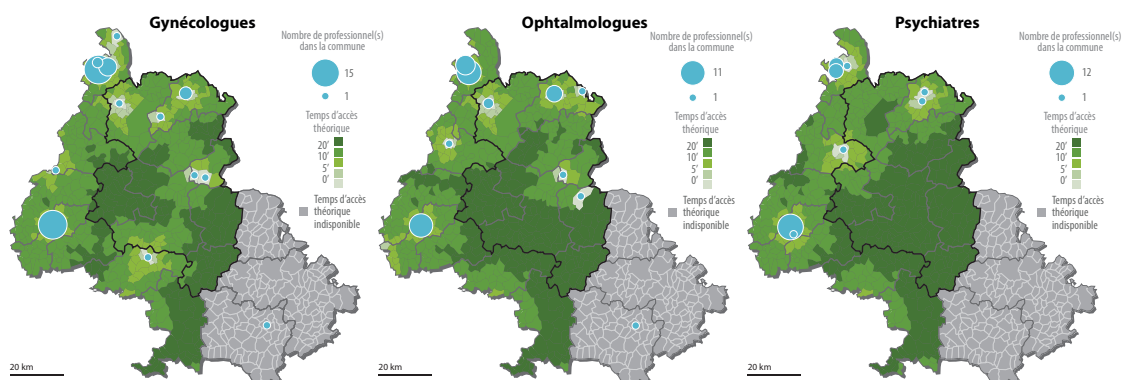 Gynécologues
Nombre de professionnel(s)
dans la commune
15
1
Temps d'accès
théorique
20'
10'
5'
0'
Temps d'accès
théorique
indisponible
20 km
Ophtalmologues
Nombre de professionnel(s)
dans la commune
11
1
Temps d'accès
théorique
20'
10'
5'
0'
Temps d'accès
théorique
indisponible
20 km
Psychiatres
Nombre de professionnel(s)
dans la commune
12
1
Temps d'accès
théorique
20'
10'
5'
0'
Temps d'accès
théorique
indisponible
20 km